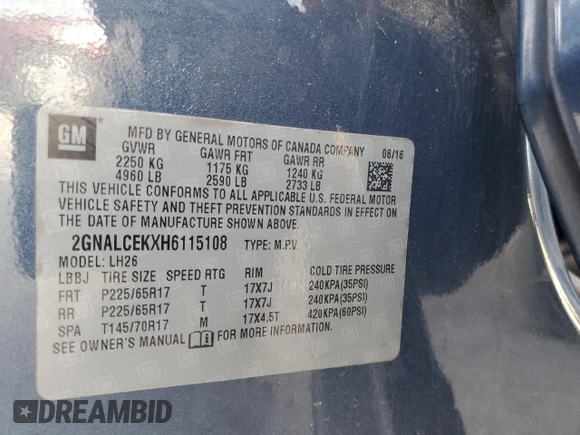 GM
MFD BY GENERAL MOTORS OF CANADA COMPANY
GVWR GAWR FRT GAWR RR 06/16
2250 KG 1175 KG 1240 KG
4960 LB 2590 LB 2733 LB
THIS VEHICLE CONFORMS TO ALL APPLICABLE U.S. FEDERAL MOTOR
VEHICLE SAFETY AND THEFT PREVENTION STANDARDS IN EFFECT ON
THE DATE OF MANUFACTURE SHOWN ABOVE.
2GNALCEKXH6115108 TYPE: M.P.V.
MODEL: LH26
LBBJ TIRE SIZE SPEED RTG RIM COLD TIRE PRESSURE
FRT P225/65R17 T 17X7J 240KPA(35PSI)
RR P225/65R17 T 17X7J 240KPA(35PSI)
SPA T145/70R17 M 17X4.5T 420KPA(60PSI)
SEE OWNER'S MANUAL FOR MORE INFORMATION
DREAMBID